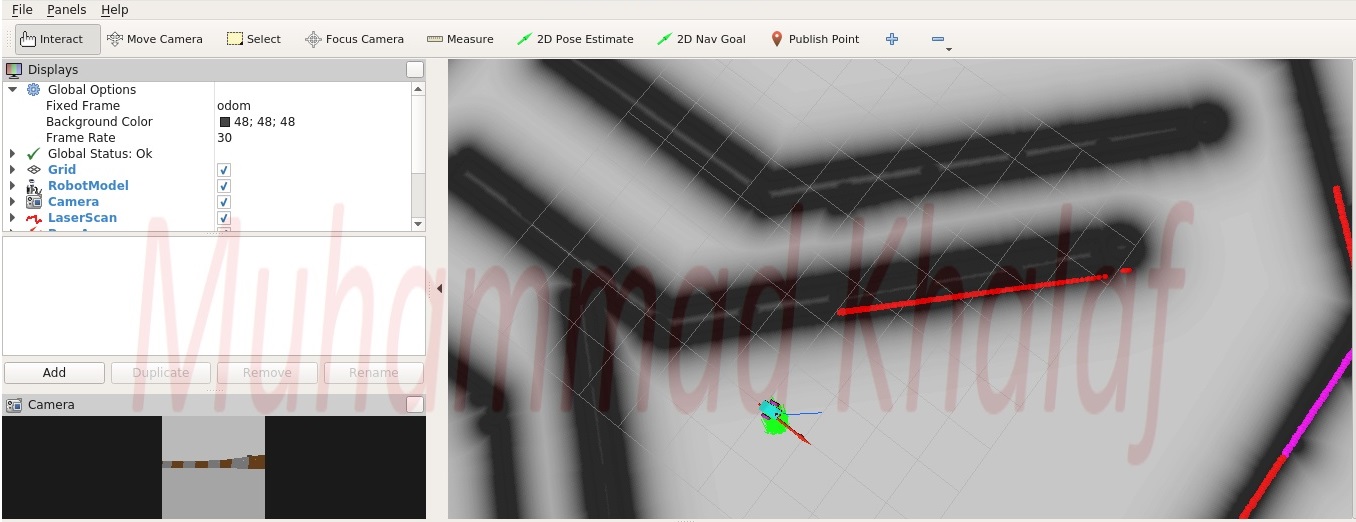 File Panels Help
Interact Move Camera Select Focus Camera Measure 2D Pose Estimate 2D Nav Goal Publish Point
Displays
Global Options
Fixed Frame odom
Background Color 48; 48; 48
Frame Rate 30
Global Status: Ok
Grid
RobotModel
Camera
LaserScan
Muhammad Khalaf
Add Duplicate Remove Rename
Camera